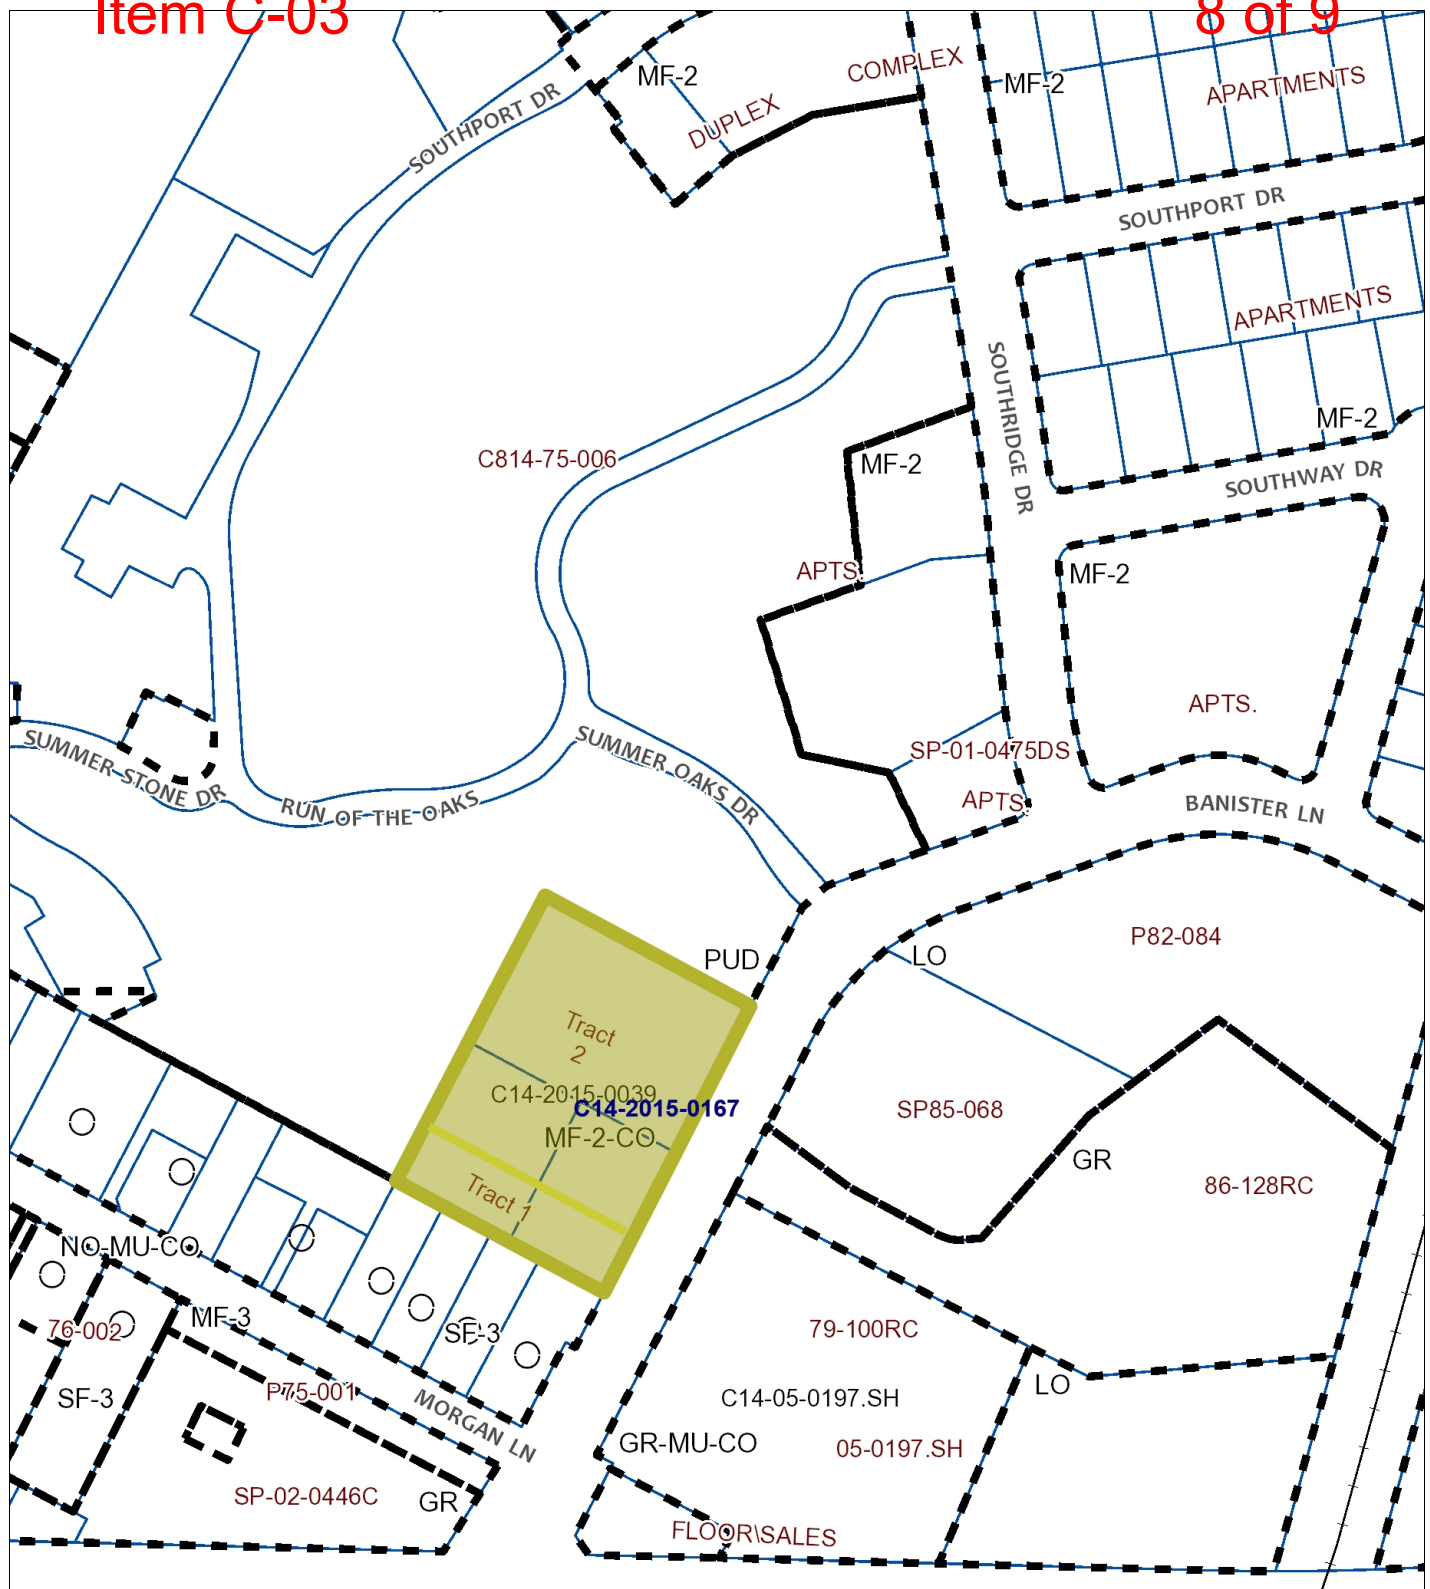 Item C-03
8 of 9
MF-2
COMPLEX
DUPLEX
MF-2
APARTMENTS
SOUTHPORT DR
SOUTHPORT DR
APARTMENTS
SOUTHRIDGE DR
MF-2
C814-75-006
MF-2
SOUTHWAY DR
APTS.
MF-2
APTS.
SP-01-0475DS
APTS.
BANISTER LN
SUMMER STONE DR
RUN OF THE OAKS
SUMMER OAKS DR
PUD
LO
P82-084
Tract
2
C14-2015-0039
C14-2015-0167
MF-2-CO
Tract 1
SP85-068
GR
86-128RC
NO-MU-CO
76-002
MF-3
SF-3
79-100RC
SF-3
P75-001
MORGAN LN
LO
C14-05-0197.SH
GR-MU-CO
05-0197.SH
SP-02-0446C
GR
FLOOR\SALES